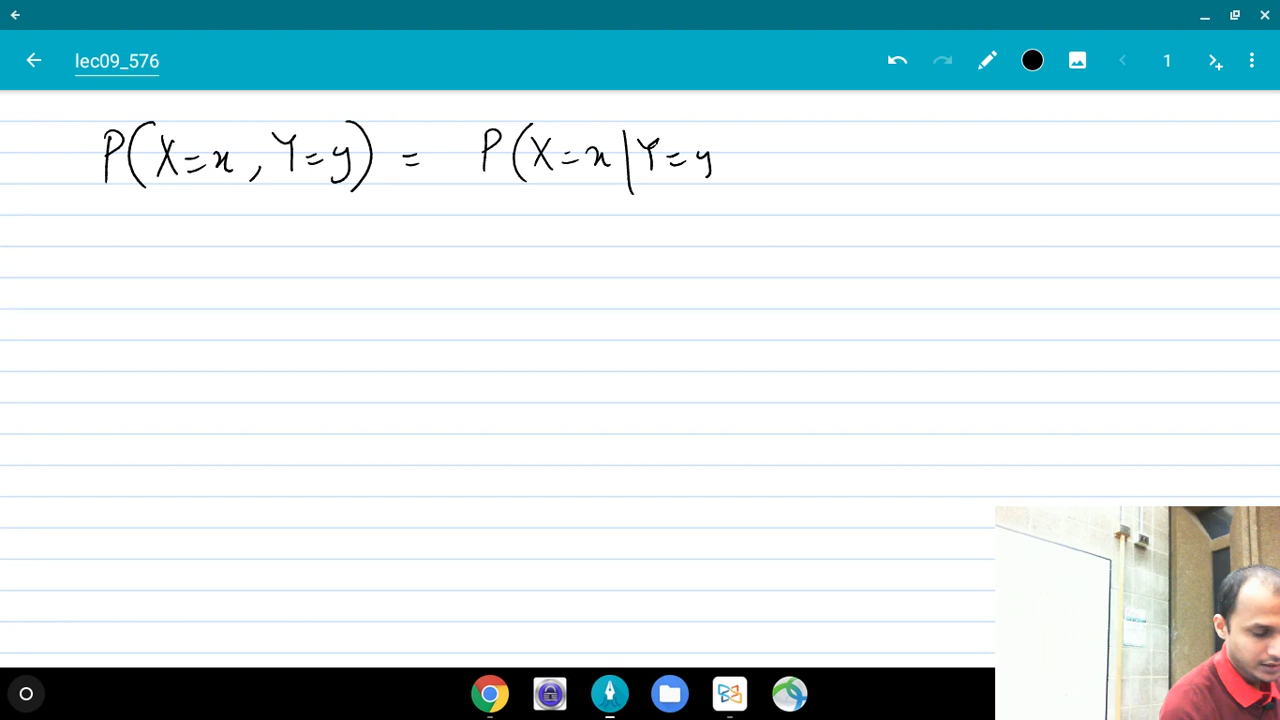 lec09_576
1
P(X=x, Y=y) = P(X=x|Y=y